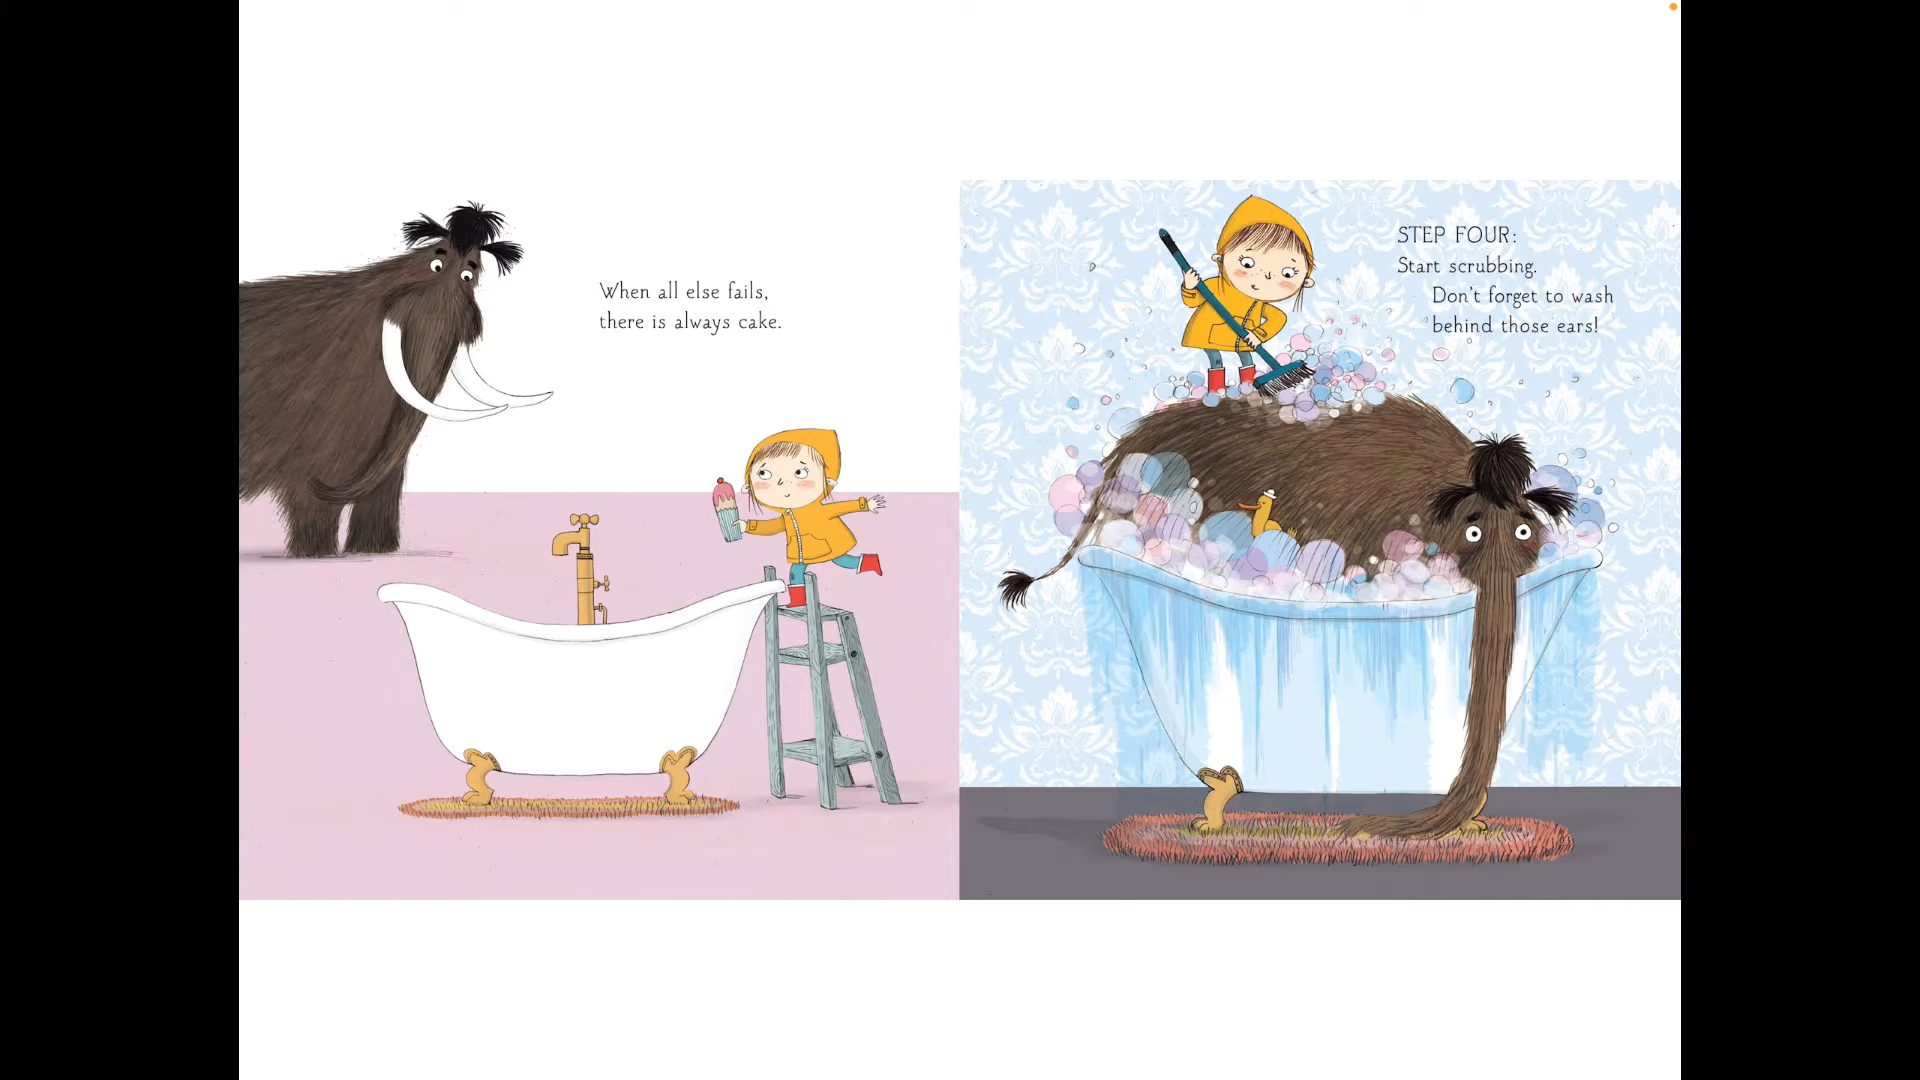 When all else fails,
there is always cake.
STEP FOUR:
Start scrubbing.
Don't forget to wash
behind those ears!